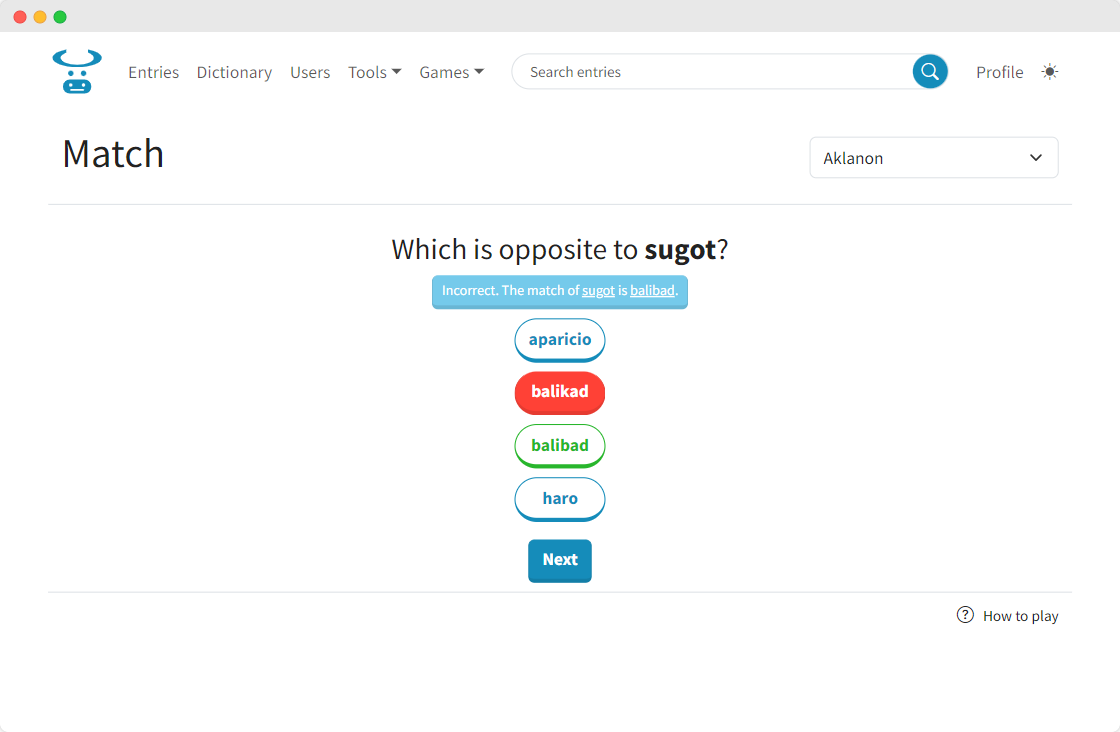 Entries Dictionary Users Tools Games Search entries Profile
Match
Aklanon
Which is opposite to sugot?
Incorrect. The match of sugot is balibad.
aparicio
balikad
balibad
haro
Next
? How to play